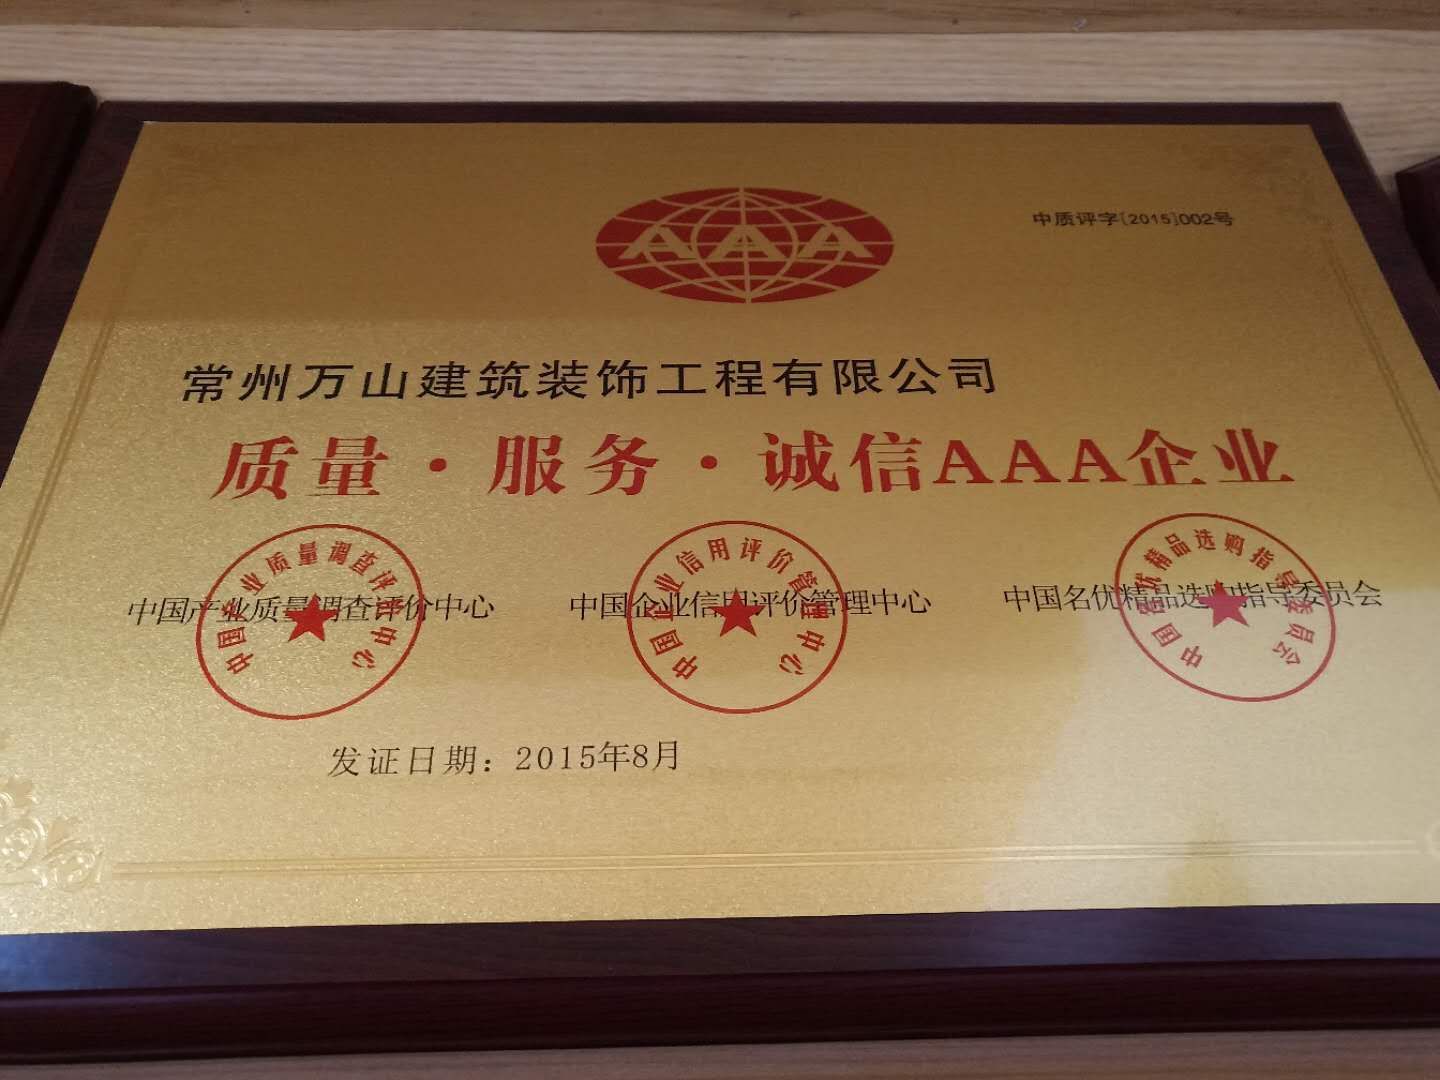 AAA
中质评字[2015]002号
常州万山建筑装饰工程有限公司
质量·服务·诚信AAA企业
中国产业质量调查评价中心
中国企业信用评价管理中心
中国名优精品选购指导委员会
中国产业质量调查评价中心
中国企业信用评价管理中心
中国名优精品选购指导委员会
发证日期：2015年8月